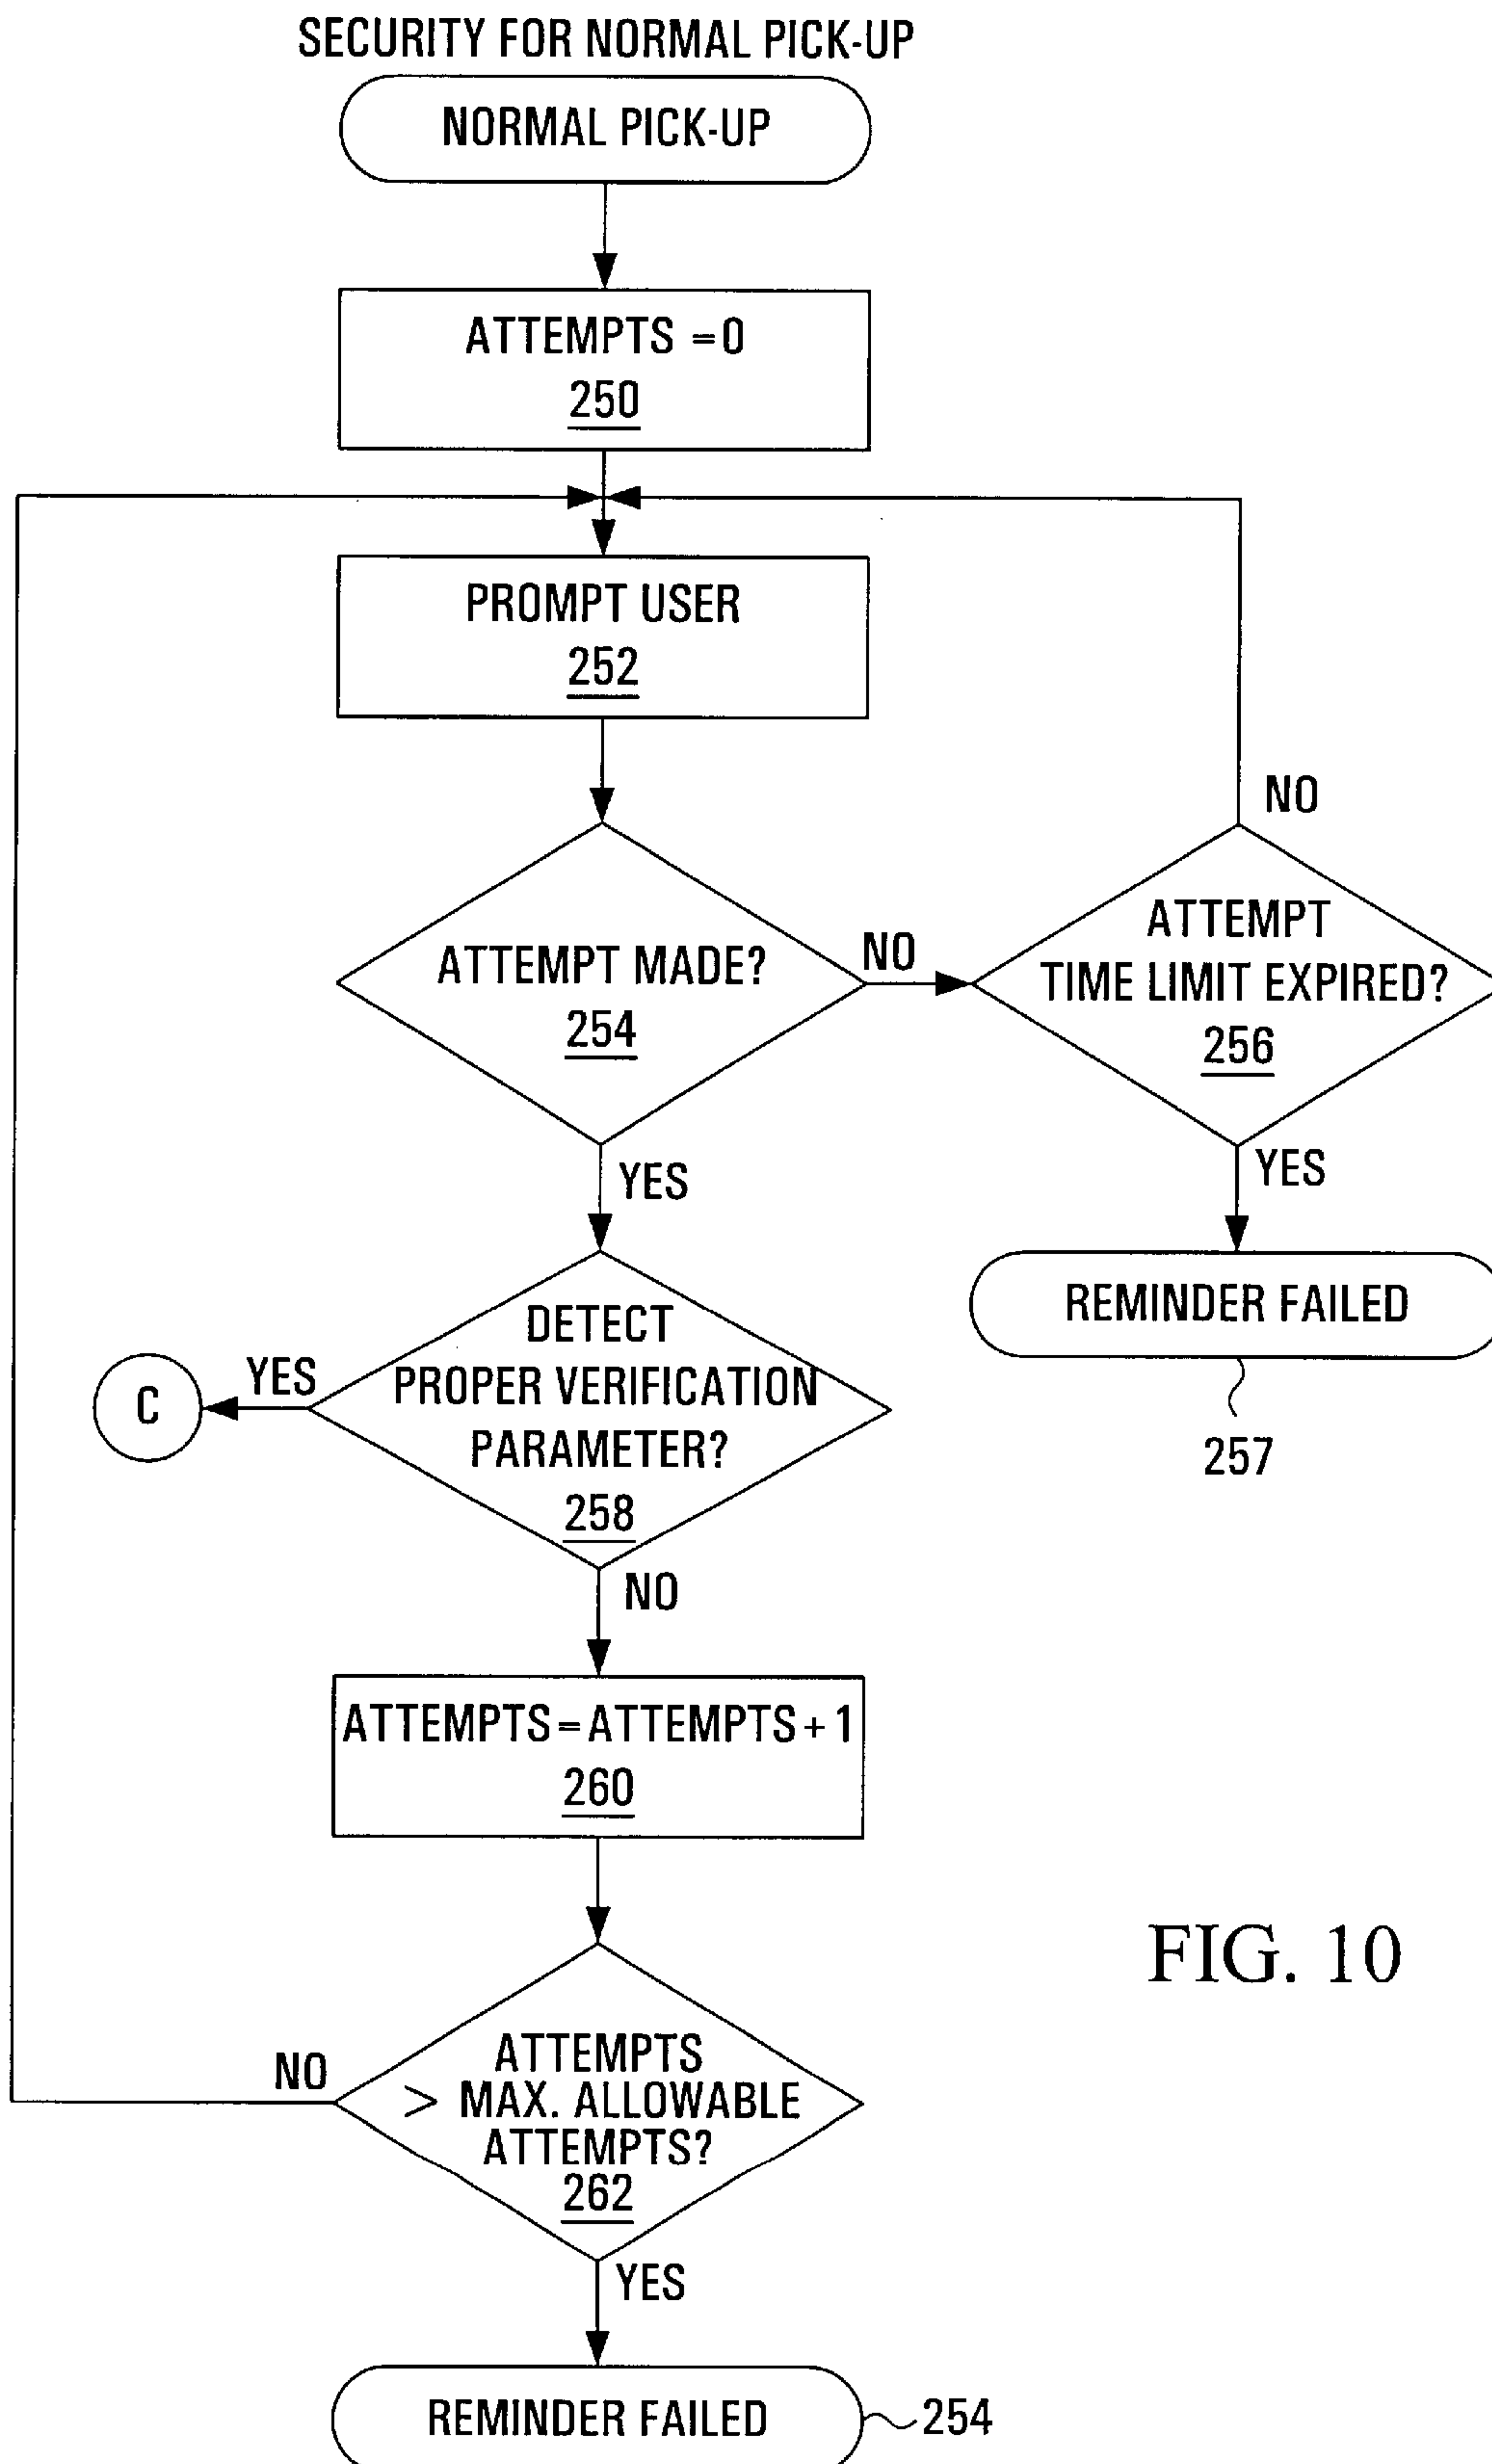 SECURITY FOR NORMAL PICK-UP
NORMAL PICK-UP
ATTEMPTS =0
250
PROMPT USER
252
NO
ATTEMPT MADE?
254
NO
ATTEMPT
TIME LIMIT EXPIRED?
256
YES
YES
REMINDER FAILED
257
DETECT
PROPER VERIFICATION
PARAMETER?
258
YES
C
NO
ATTEMPTS=ATTEMPTS+1
260
FIG. 10
NO
ATTEMPTS
> MAX. ALLOWABLE
ATTEMPTS?
262
YES
REMINDER FAILED
254